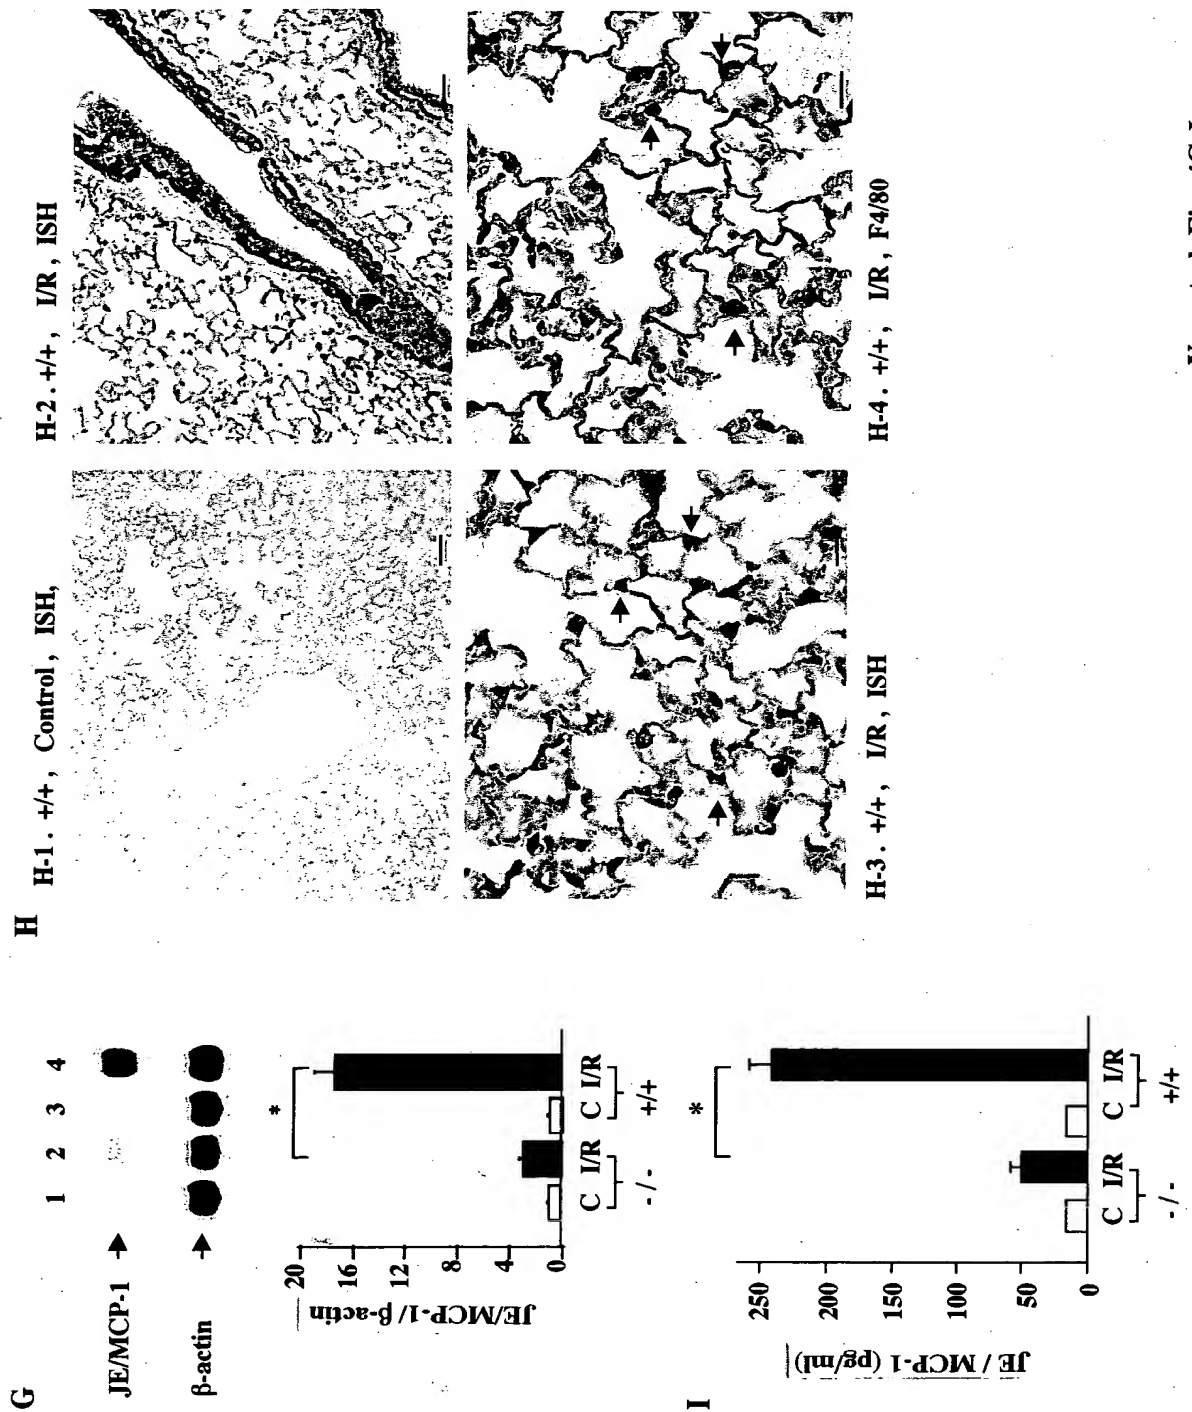 G
1 2 3 4
JE/MCP-1
β-actin
JE/MCP-1/ β-actin
20
16
12
8
4
0
*
C I/R C I/R
-/- +/+
H
H-1. +/+, Control, ISH,
H-2. +/+, I/R, ISH
H-3. +/+, I/R, ISH
H-4. +/+, I/R, F4/80
I
JE / MCP-1 (pg/ml)
250
200
150
100
50
0
*
C I/R C I/R
-/- +/+